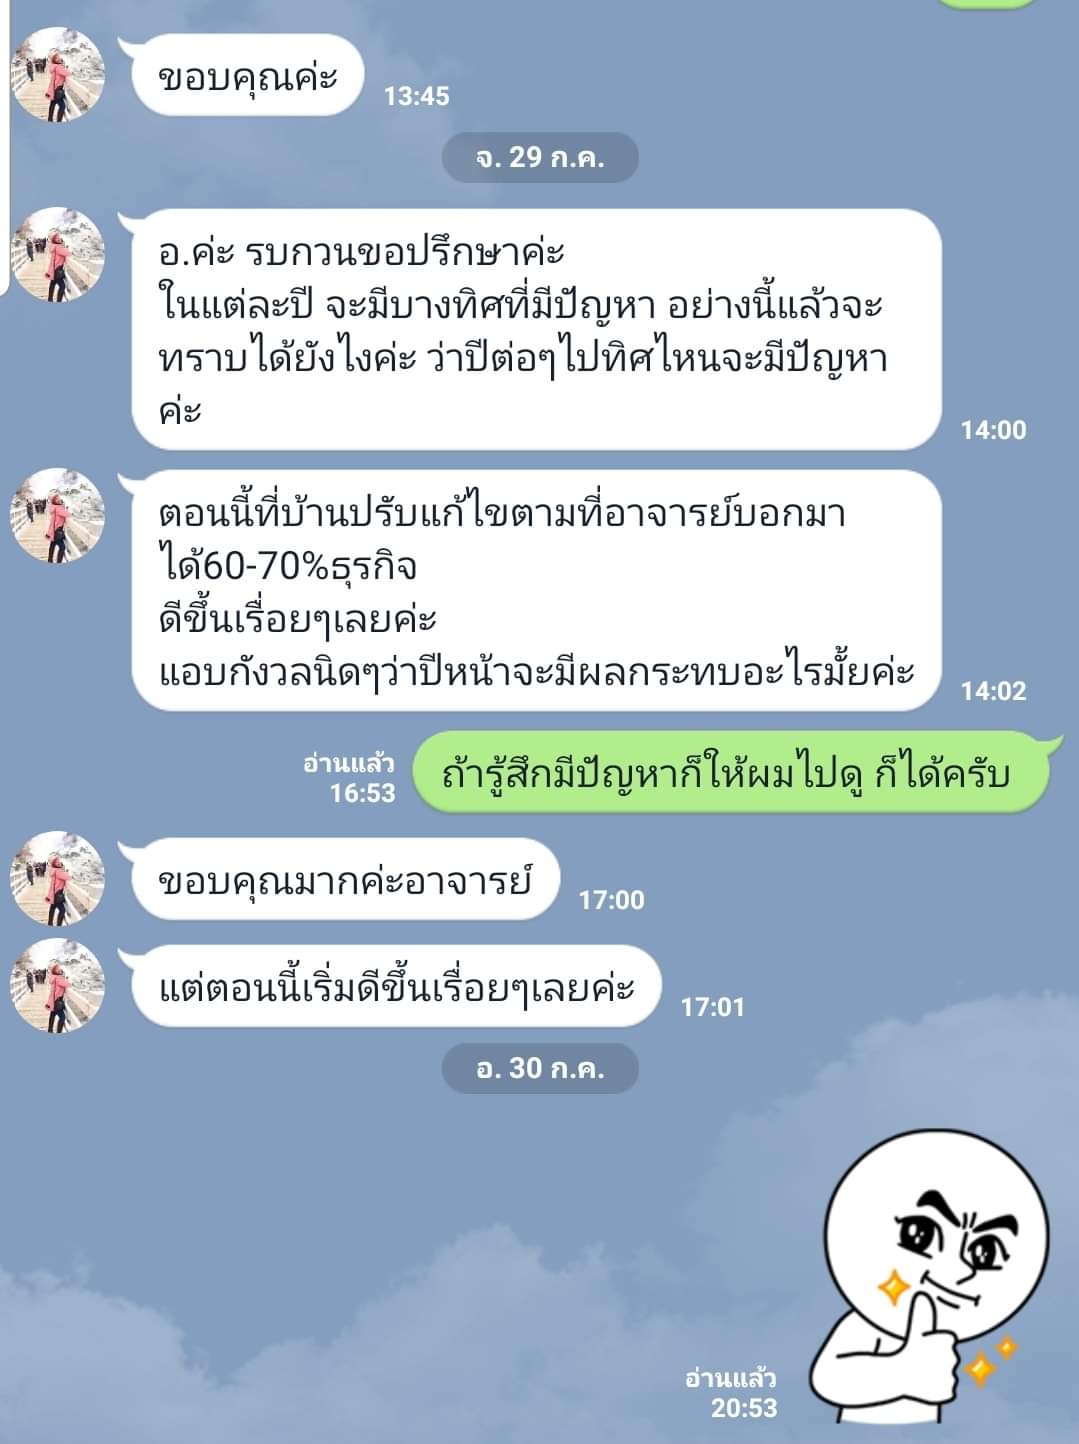 ขอบคุณค่ะ
13:45
จ. 29 ก.ค.
อ.ค่ะ รบกวนขอปรึกษาค่ะ
ในแต่ละปี จะมีบางทิศที่มีปัญหา อย่างนี้แล้วจะ
ทราบได้ยังไงค่ะ ว่าปีต่อๆไปทิศไหนจะมีปัญหา
ค่ะ
14:00
ตอนนี้ที่บ้านปรับแก้ไขตามที่อาจารย์บอกมา
ได้60-70%ธุรกิจ
ดีขึ้นเรื่อยๆเลยค่ะ
แอบกังวลนิดๆว่าปีหน้าจะมีผลกระทบอะไรมั้ยค่ะ
14:02
ถ้ารู้สึกมีปัญหาก็ให้ผมไปดู ก็ได้ครับ
อ่านแล้ว
16:53
ขอบคุณมากค่ะอาจารย์
17:00
แต่ตอนนี้เริ่มดีขึ้นเรื่อยๆเลยค่ะ
17:01
อ. 30 ก.ค.
อ่านแล้ว
20:53